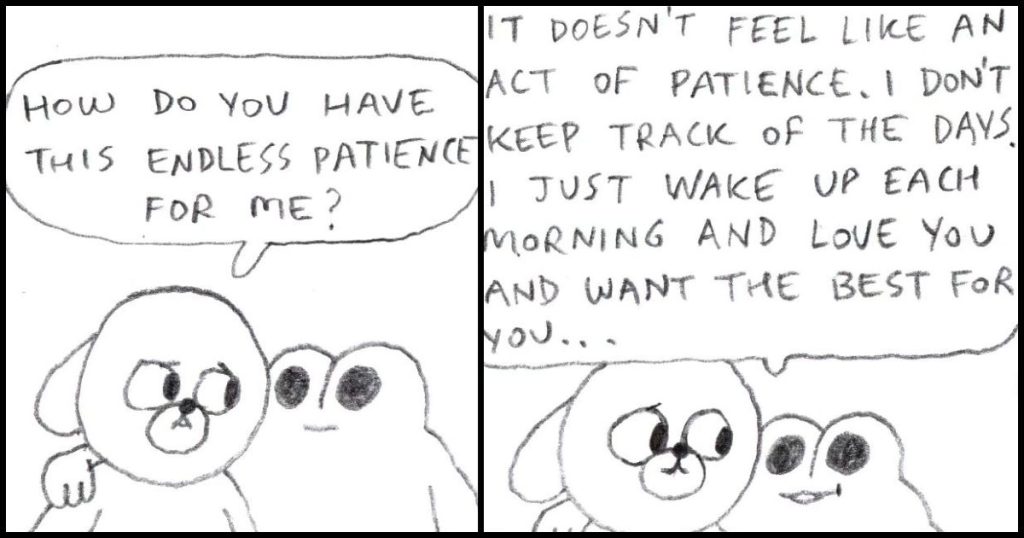 HOW DO YOU HAVE
THIS ENDLESS PATIENCE
FOR ME?
IT DOESN'T FEEL LIKE AN
ACT OF PATIENCE. I DON'T
KEEP TRACK OF THE DAYS.
I JUST WAKE UP EACH
MORNING AND LOVE YOU
AND WANT THE BEST FOR
YOU...